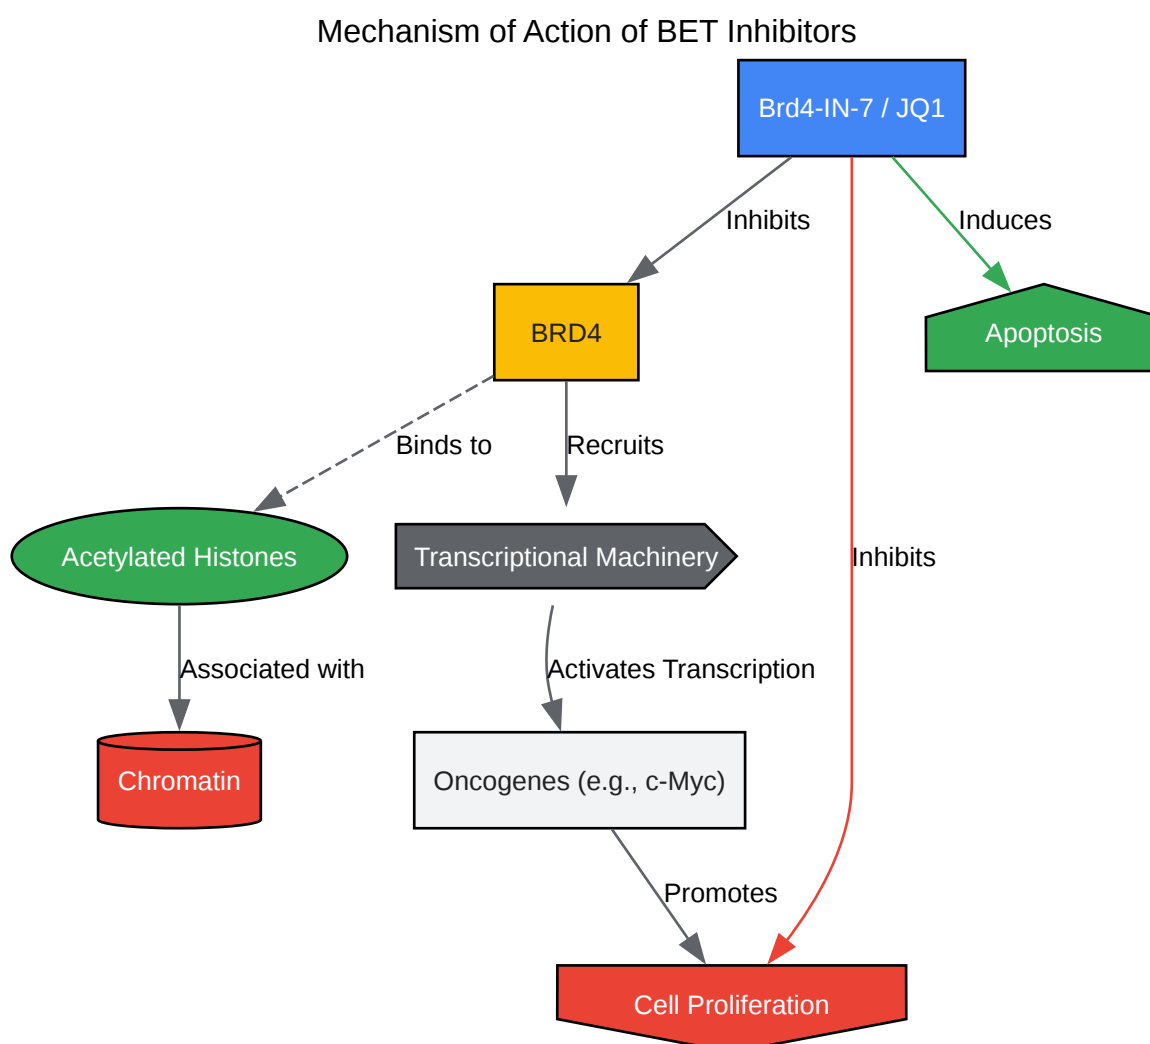 Mechanism of Action of BET Inhibitors
Brd4-IN-7 / JQ1
Inhibits
Induces
BRD4
Apoptosis
Binds to
Recruits
Acetylated Histones
Transcriptional Machinery
Inhibits
Associated with
Activates Transcription
Chromatin
Oncogenes (e.g., c-Myc)
Promotes
Cell Proliferation